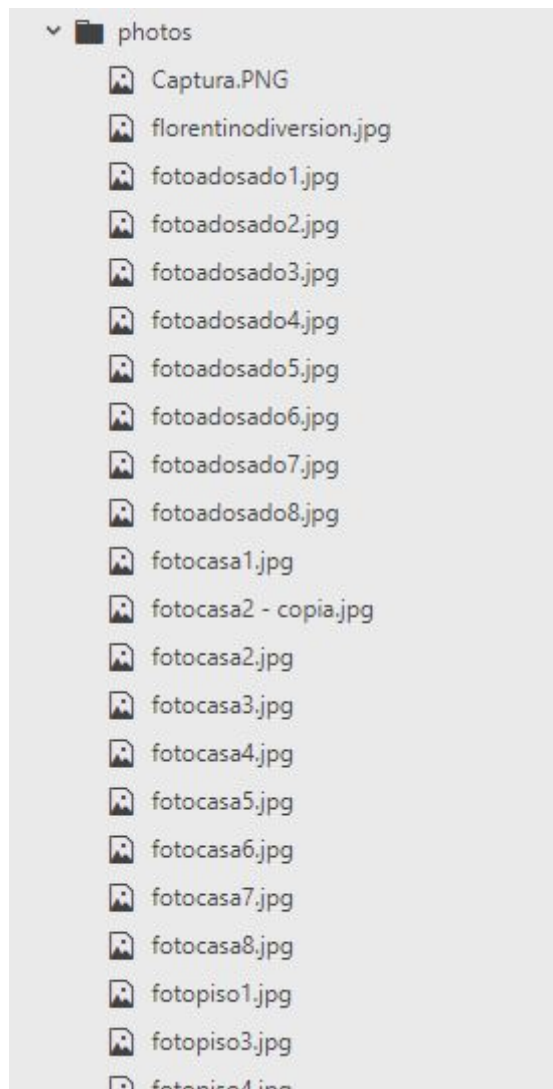 photos
Captura.PNG
florentinodiversion.jpg
fotoadosado1.jpg
fotoadosado2.jpg
fotoadosado3.jpg
fotoadosado4.jpg
fotoadosado5.jpg
fotoadosado6.jpg
fotoadosado7.jpg
fotoadosado8.jpg
fotocasa1.jpg
fotocasa2 - copia.jpg
fotocasa2.jpg
fotocasa3.jpg
fotocasa4.jpg
fotocasa5.jpg
fotocasa6.jpg
fotocasa7.jpg
fotocasa8.jpg
fotopiso1.jpg
fotopiso3.jpg
fotopiso4.jpg